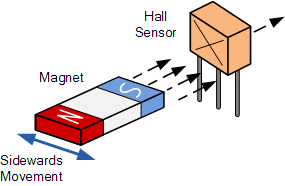 Hall
Sensor
Magnet
S
N
Sidewards
Movement